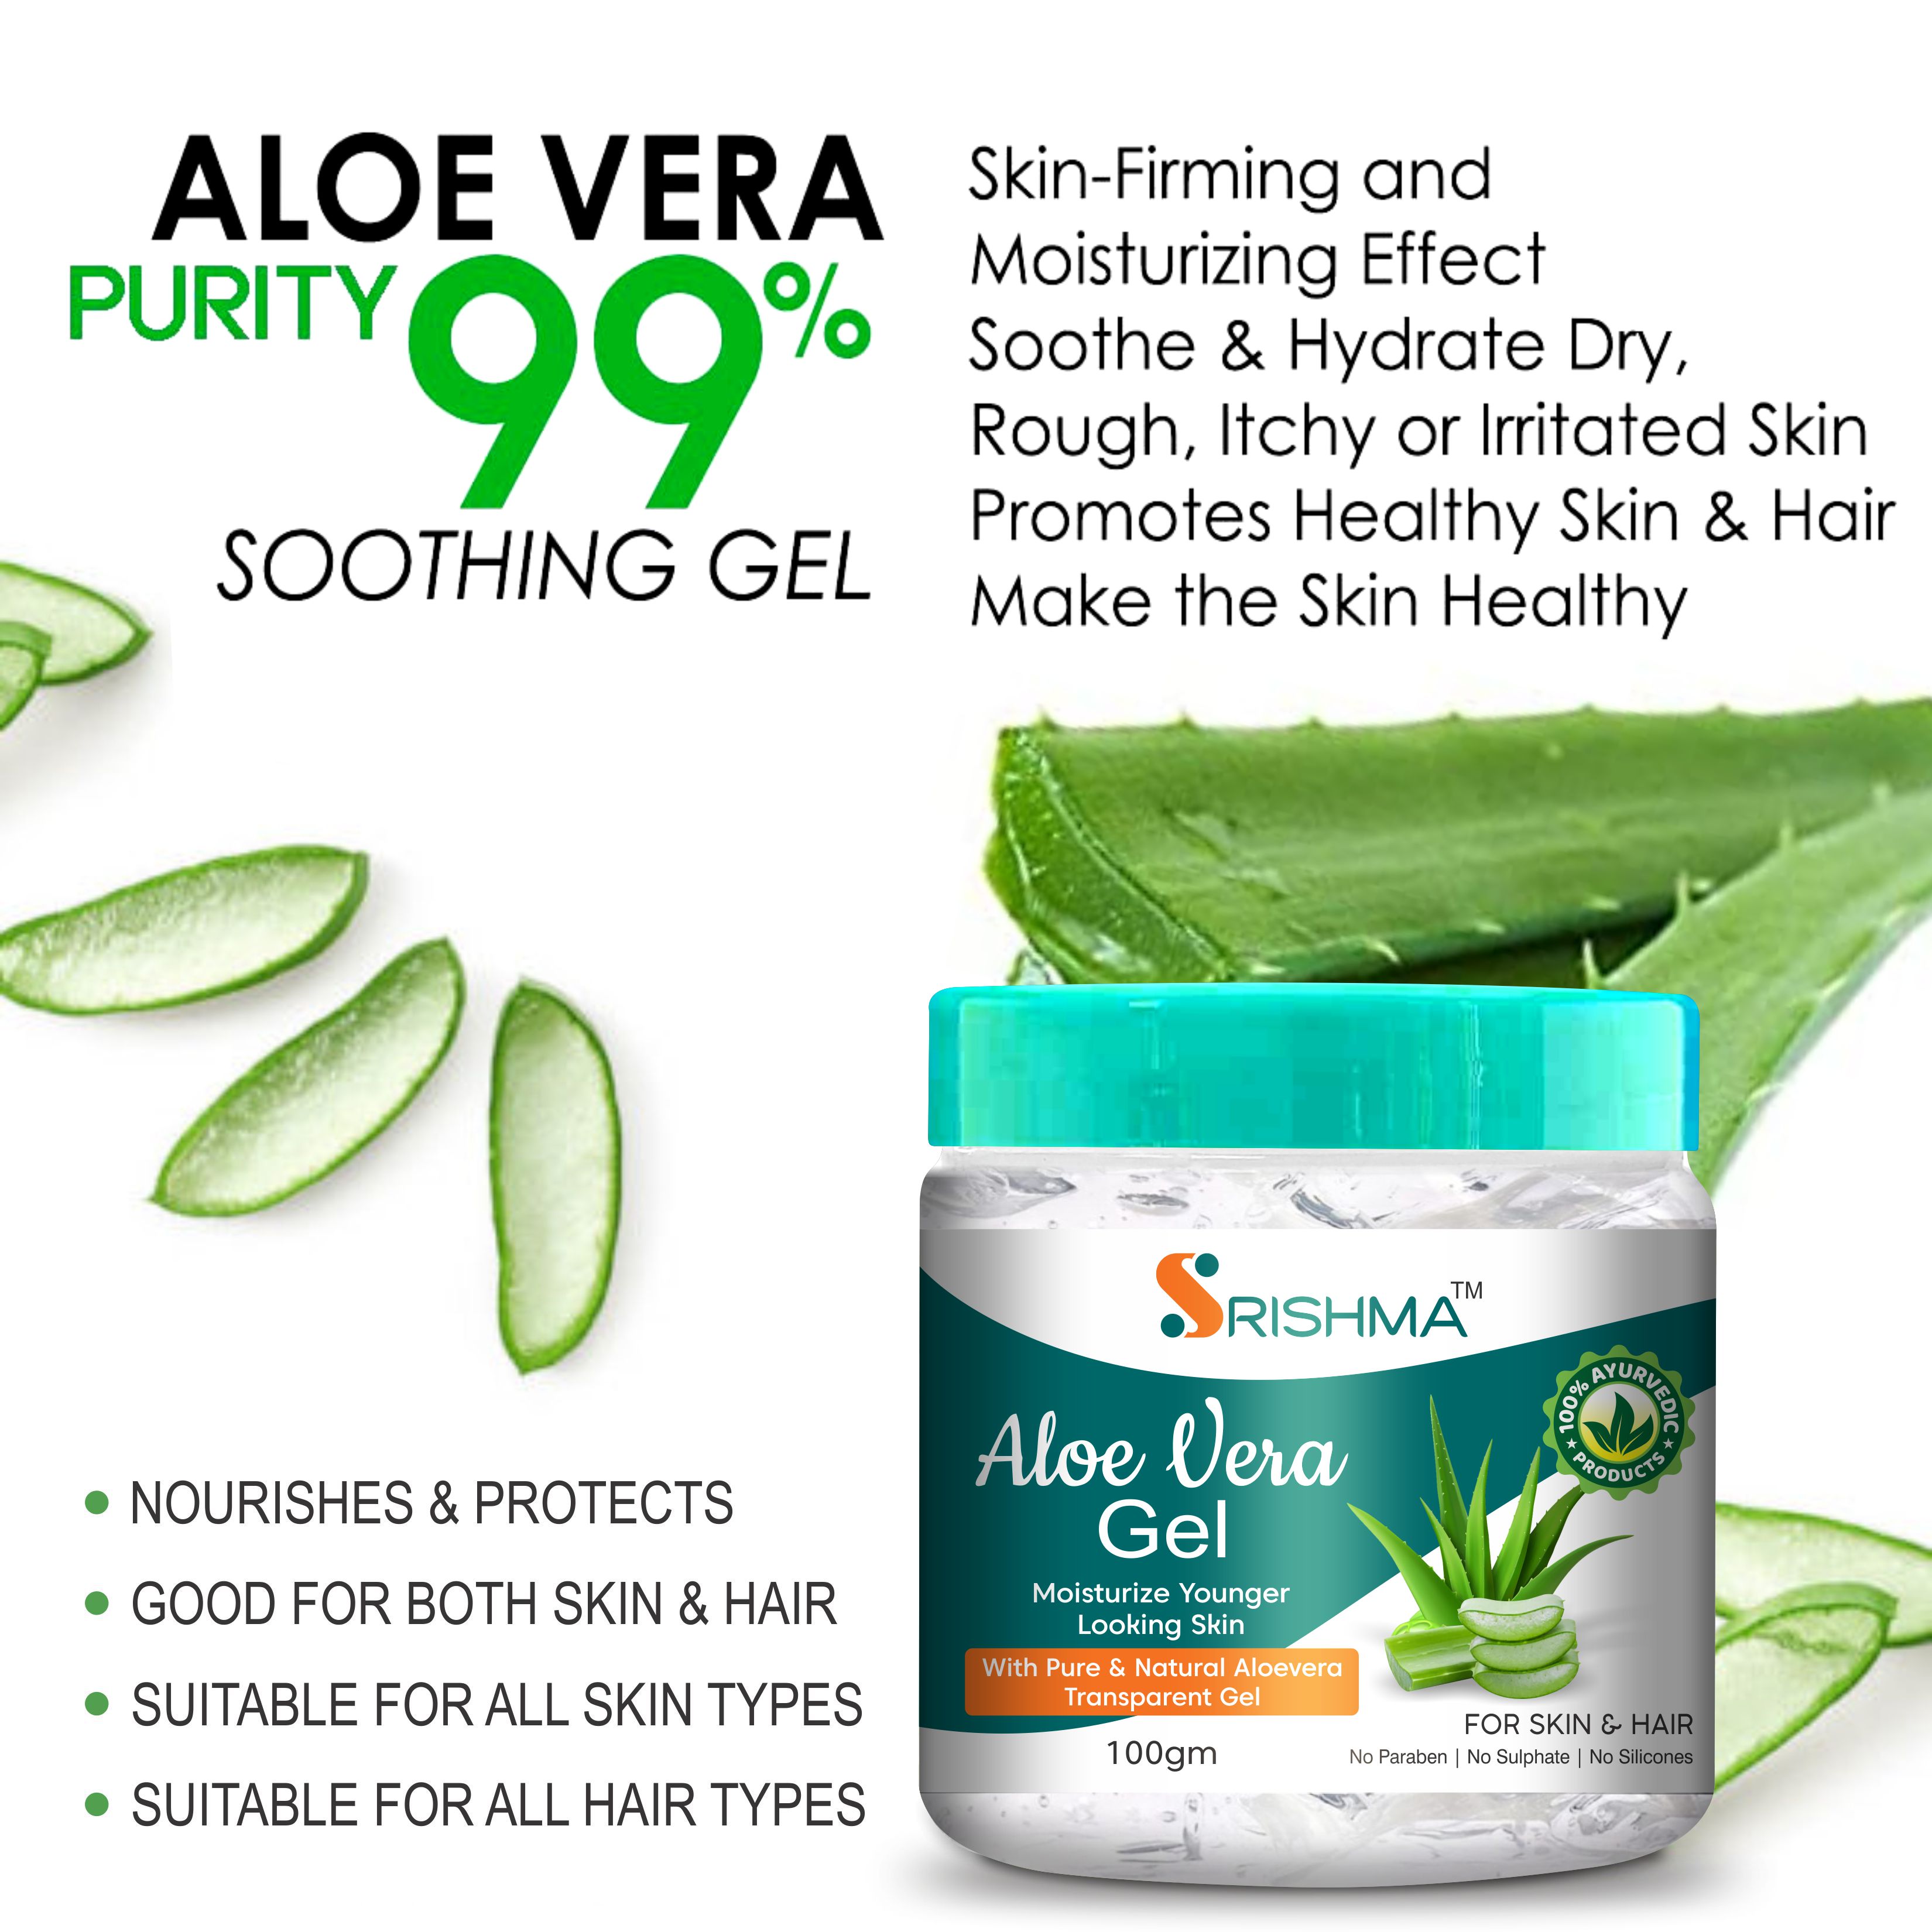 ALOE VERA
PURITY 99%
SOOTHING GEL
Skin-Firming and
Moisturizing Effect
Soothe & Hydrate Dry,
Rough, Itchy or Irritated Skin
Promotes Healthy Skin & Hair
Make the Skin Healthy
SRISHMA™
100% AYURVEDIC
PRODUCTS
Aloe Vera
Gel
Moisturize Younger
Looking Skin
With Pure & Natural Aloevera
Transparent Gel
100gm
FOR SKIN & HAIR
No Paraben | No Sulphate | No Silicones
• NOURISHES & PROTECTS
• GOOD FOR BOTH SKIN & HAIR
• SUITABLE FOR ALL SKIN TYPES
• SUITABLE FOR ALL HAIR TYPES